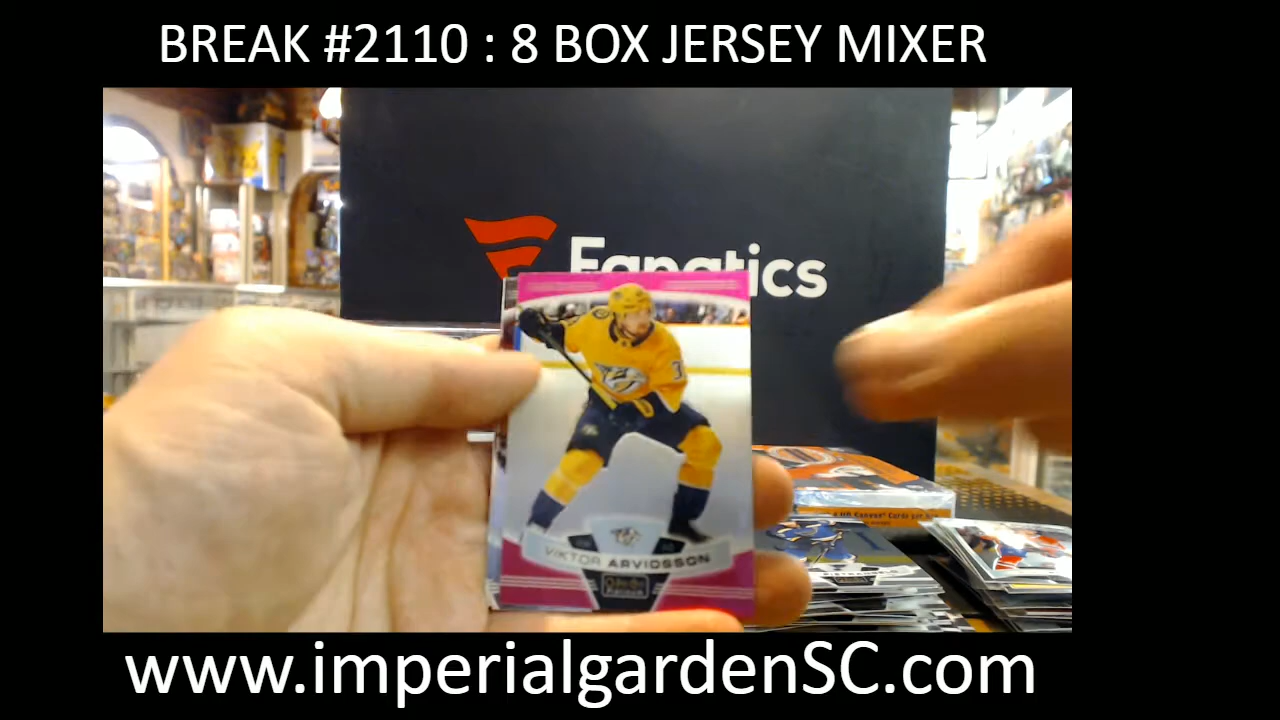 BREAK #2110 : 8 BOX JERSEY MIXER
Fanatics
VIKTOR ARVIDSSON
www.imperialgardenSC.com